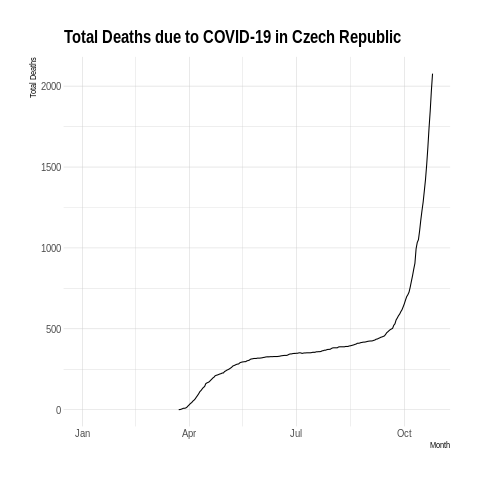 Total Deaths due to COVID-19 in Czech Republic
Total Deaths
2000
1500
1000
500
0
Jan
Apr
Jul
Oct
Month